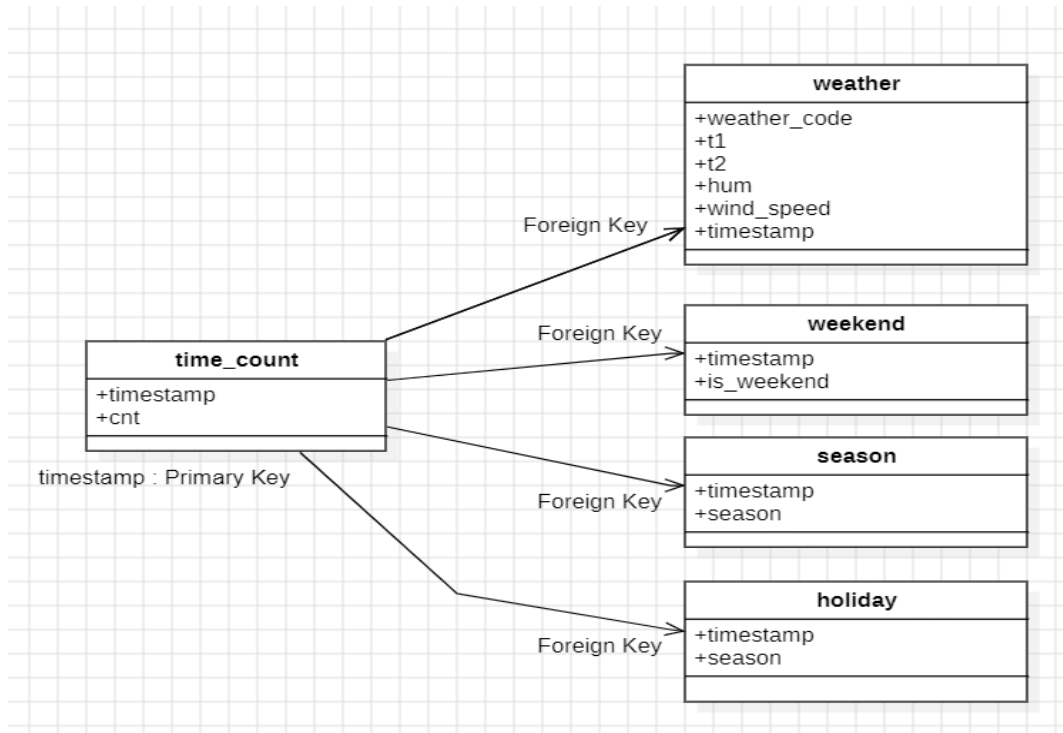 weather
+weather_code
+t1
+t2
+hum
+wind_speed
+timestamp
Foreign Key
weekend
+timestamp
+is_weekend
Foreign Key
time_count
+timestamp
+cnt
timestamp : Primary Key
season
+timestamp
+season
Foreign Key
holiday
+timestamp
+season
Foreign Key